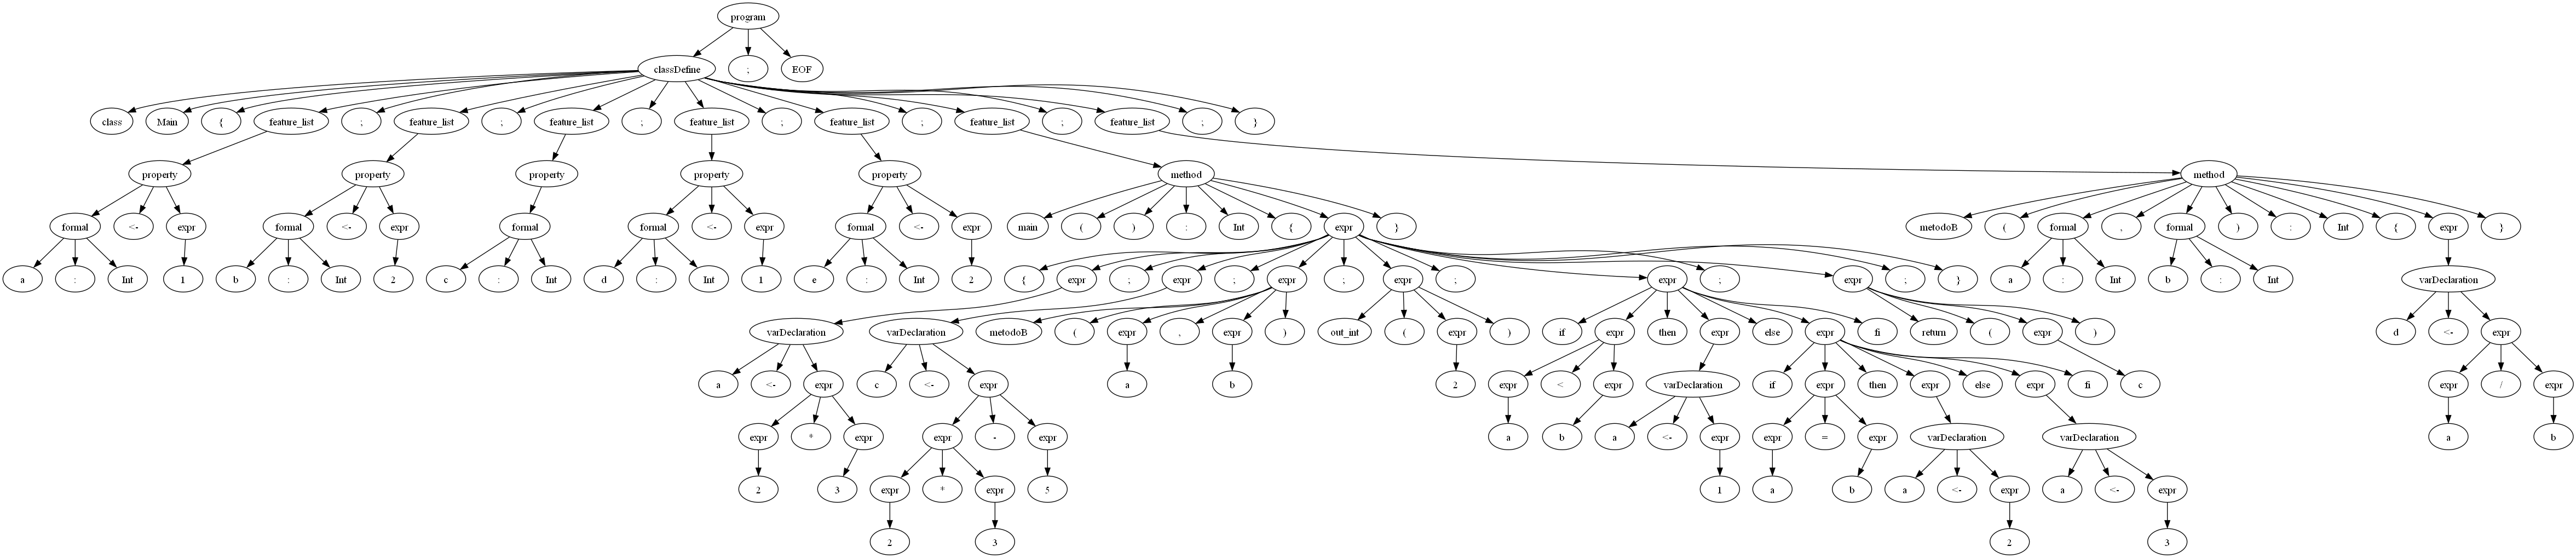 program
classDefine ; EOF
class Main { feature_list ; feature_list ; feature_list ; feature_list ; feature_list ; feature_list ; feature_list ; }
property property property property property method method
formal <- expr formal <- expr formal formal <- expr formal <- expr main ( ) : Int { expr } metodoB ( formal , formal ) : Int { expr }
a : Int 1 b : Int 2 c : Int d : Int 1 e : Int 2 { expr ; expr ; expr ; expr ; expr ; expr ; } a : Int b : Int varDeclaration
varDeclaration varDeclaration metodoB ( expr , expr ) out_int ( expr ) if expr then expr else expr fi return ( expr ) d <- expr
a <- expr c <- expr a b 2 expr < expr varDeclaration if expr then expr else expr fi c expr / expr
expr * expr expr - expr a b a <- expr expr = expr varDeclaration varDeclaration a b
2 3 expr * expr 5 1 a b a <- expr a <- expr
2 3 2 3